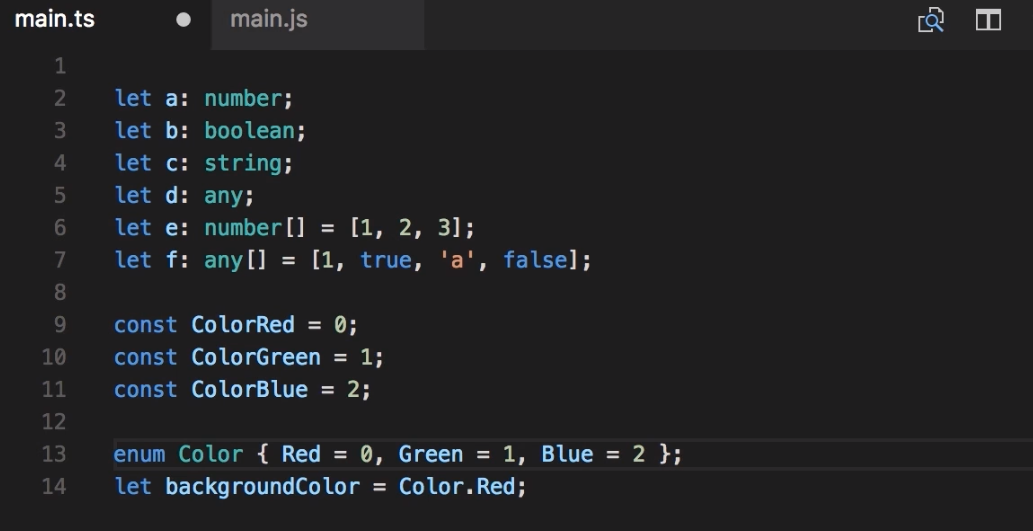 main.ts
main.js
1
2 let a: number;
3 let b: boolean;
4 let c: string;
5 let d: any;
6 let e: number[] = [1, 2, 3];
7 let f: any[] = [1, true, 'a', false];
8
9 const ColorRed = 0;
10 const ColorGreen = 1;
11 const ColorBlue = 2;
12
13 enum Color { Red = 0, Green = 1, Blue = 2 };
14 let backgroundColor = Color.Red;